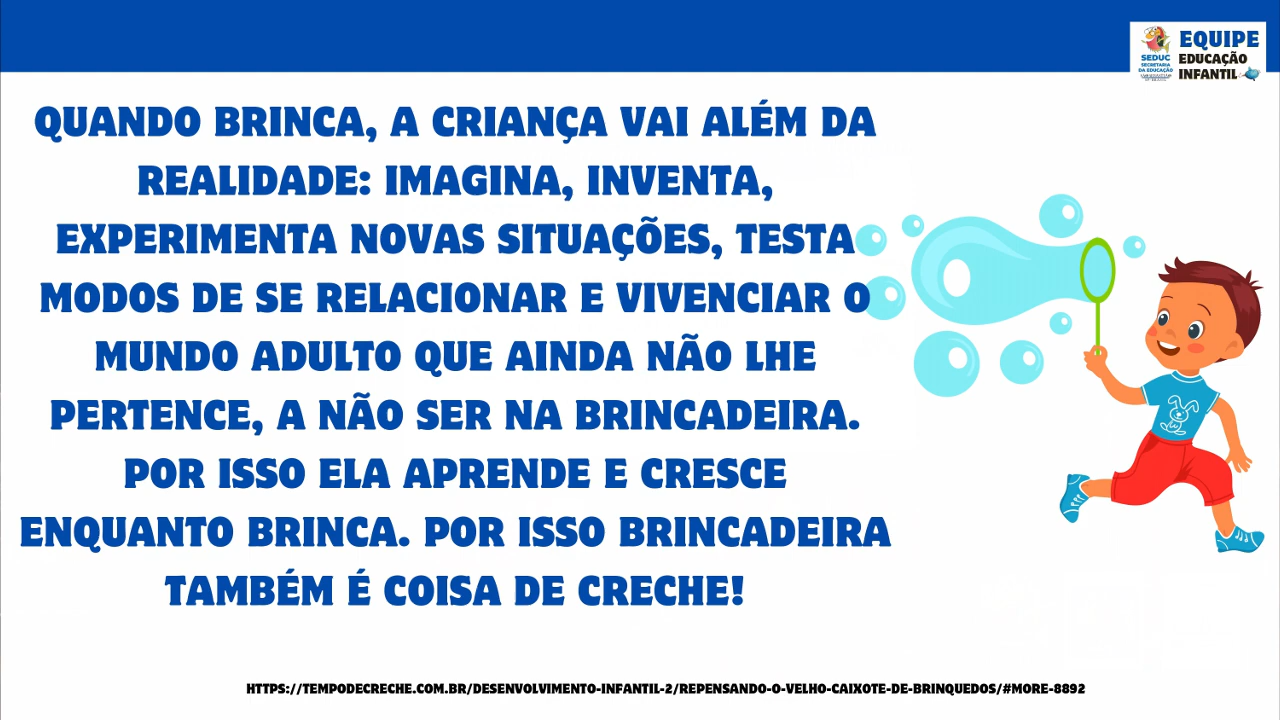 SEDUC
SECRETARIA
DA EDUCAÇÃO
EQUIPE
EDUCAÇÃO
INFANTIL
QUANDO BRINCA, A CRIANÇA VAI ALÉM DA
REALIDADE: IMAGINA, INVENTA,
EXPERIMENTA NOVAS SITUAÇÕES, TESTA
MODOS DE SE RELACIONAR E VIVENCIAR O
MUNDO ADULTO QUE AINDA NÃO LHE
PERTENCE, A NÃO SER NA BRINCADEIRA.
POR ISSO ELA APRENDE E CRESCE
ENQUANTO BRINCA. POR ISSO BRINCADEIRA
TAMBÉM É COISA DE CRECHE!
HTTPS://TEMPODECRECHE.COM.BR/DESENVOLVIMENTO-INFANTIL-2/REPENSANDO-O-VELHO-CAIXOTE-DE-BRINQUEDOS/#MORE-8892